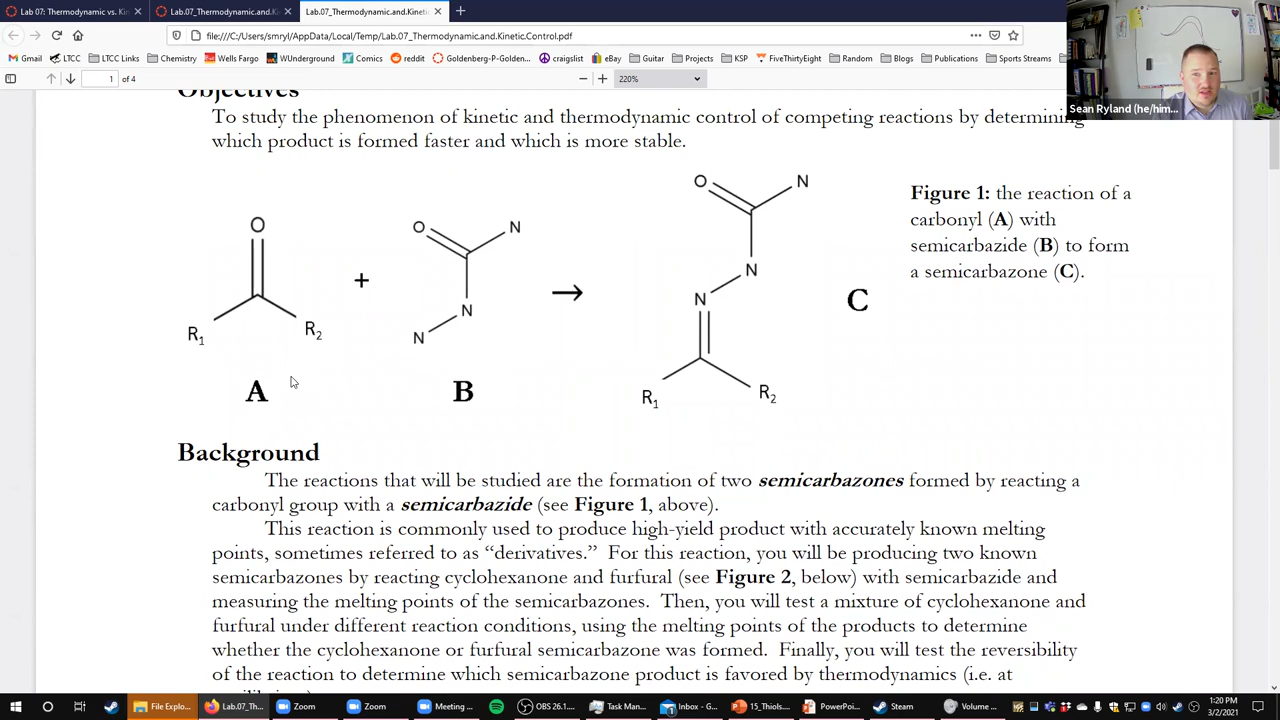 Lab 07: Thermodynamic vs. Kin
Lab.07_Thermodynamic.and.Kineti
Lab.07_Thermodynamic.and.Kinetic.
file:///C:/Users/smryl/AppData/Local/Temp/Lab.07_Thermodynamic.and.Kinetic.Control.pdf
Gmail LTCC LTCC Links Chemistry Wells Fargo WUnderground Comics reddit Goldenberg-P-Golden... craigslist eBay Guitar Projects KSP FiveThirtyEight Random Blogs Publications Sports Streams
1 of 4
220%
Sean Ryland (he/him...
Objectives
To study the phenomenon of kinetic and thermodynamic control of competing reactions by determining
which product is formed faster and which is more stable.
O
R1
R2
A
+
O
N
N
N
B
→
O
N
N
N
R1
R2
C
Figure 1: the reaction of a
carbonyl (A) with
semicarbazide (B) to form
a semicarbazone (C).
Background
The reactions that will be studied are the formation of two semicarbazones formed by reacting a
carbonyl group with a semicarbazide (see Figure 1, above).
This reaction is commonly used to produce high-yield product with accurately known melting
points, sometimes referred to as “derivatives.” For this reaction, you will be producing two known
semicarbazones by reacting cyclohexanone and furfural (see Figure 2, below) with semicarbazide and
measuring the melting points of the semicarbazones. Then, you will test a mixture of cyclohexanone and
furfural under different reaction conditions, using the melting points of the products to determine
whether the cyclohexanone or furfural semicarbazone was formed. Finally, you will test the reversibility
of the reaction to determine which semicarbazone product is favored by thermodynamics (i.e. at
File Explo... Lab.07_Th... Zoom Zoom Meeting ... OBS 26.1... Task Man... Inbox - G... 15_Thiols.... PowerPoi... Steam Volume ...
1:20 PM
3/2/2021